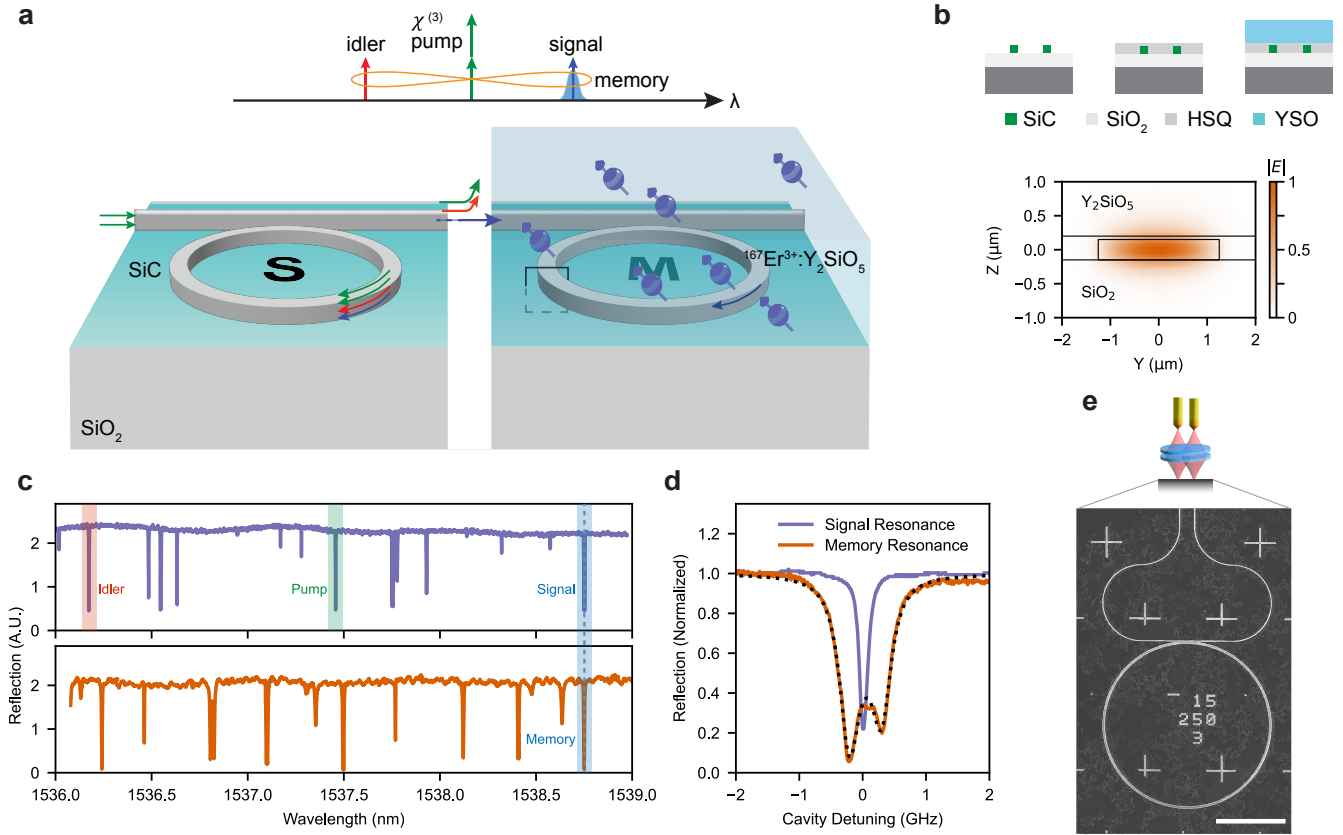 a
χ⁽³⁾
pump
idler
signal
memory
λ
SiC
S
M
¹⁶⁷Er³⁺:Y₂SiO₅
SiO₂
b
SiC
SiO₂
HSQ
YSO
|E|
1.0
0.5
0.0
−0.5
−1.0
Z (μm)
Y₂SiO₅
SiO₂
1
0.5
0
−2
−1
0
1
2
Y (μm)
c
2
1
0
Idler
Pump
Signal
2
1
0
Memory
Reflection (A.U.)
1536.0
1536.5
1537.0
1537.5
1538.0
1538.5
1539.0
Wavelength (nm)
d
1.2
1.0
0.8
0.6
0.4
0.2
0.0
Reflection (Normalized)
Signal Resonance
Memory Resonance
−2
−1
0
1
2
Cavity Detuning (GHz)
e
15
250
3